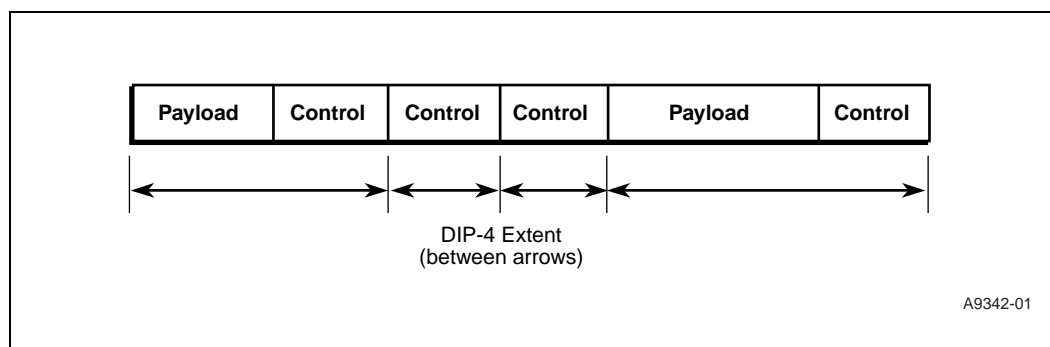 Payload Control Control Control Payload Control
DIP-4 Extent
(between arrows)
A9342-01